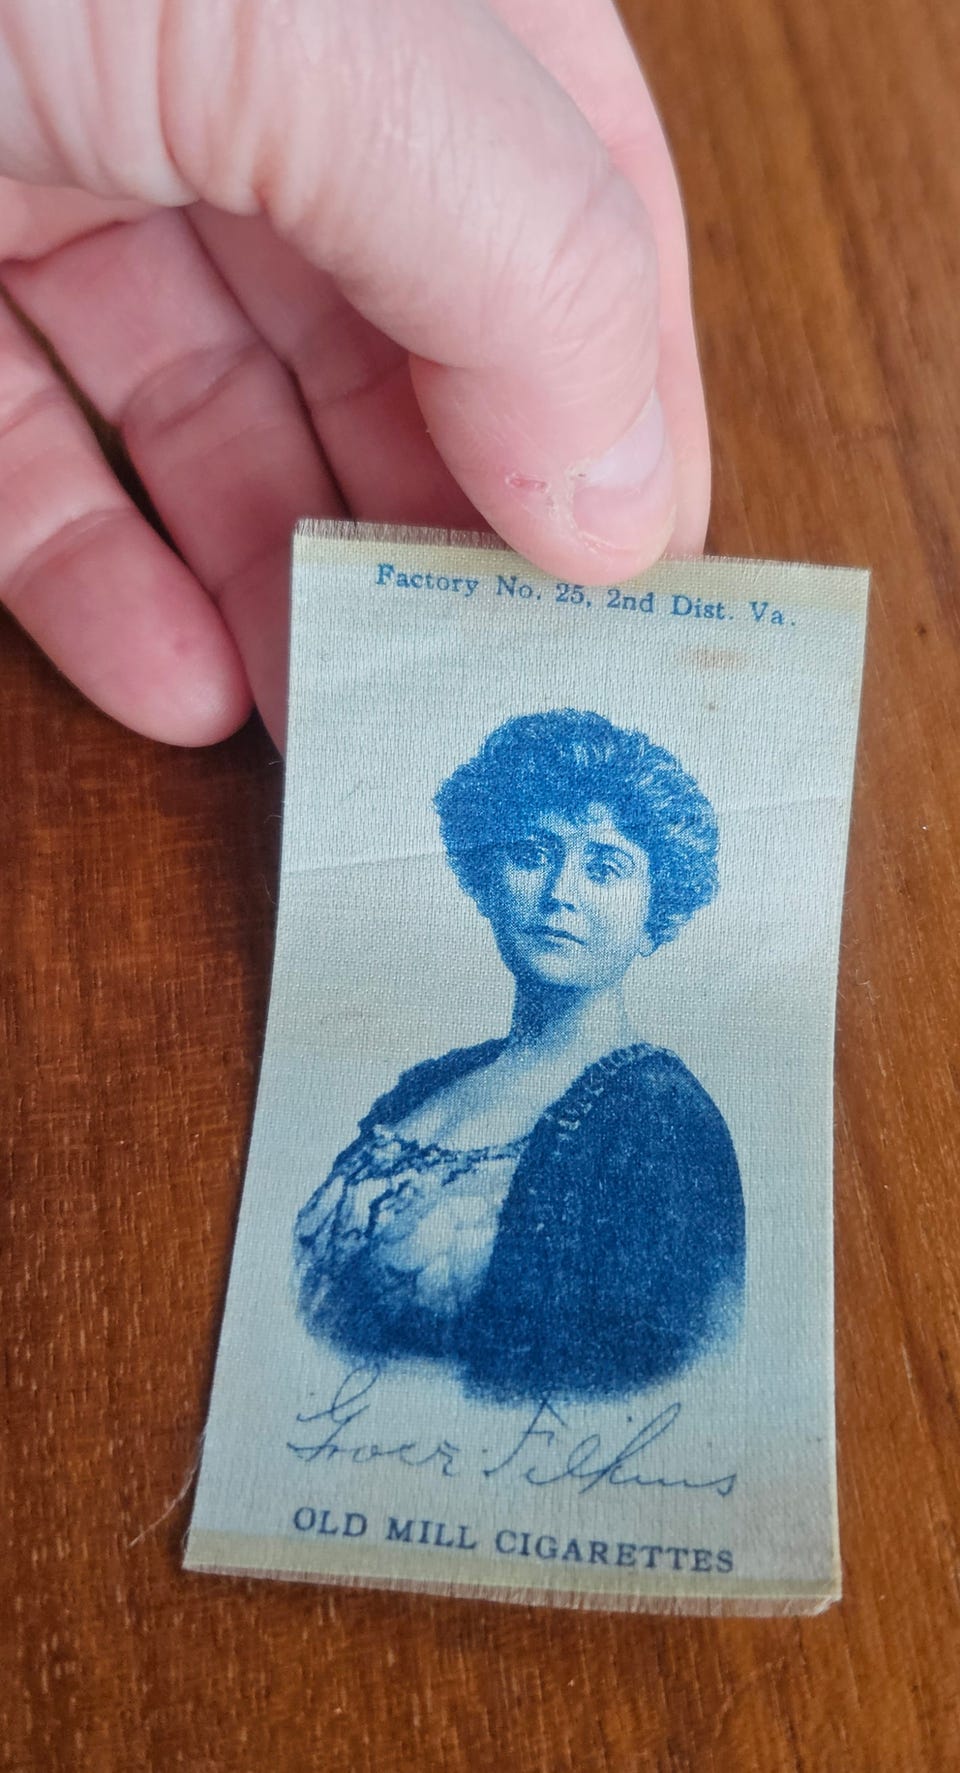 Factory No. 25, 2nd Dist. Va.
Grace Filkins
OLD MILL CIGARETTES